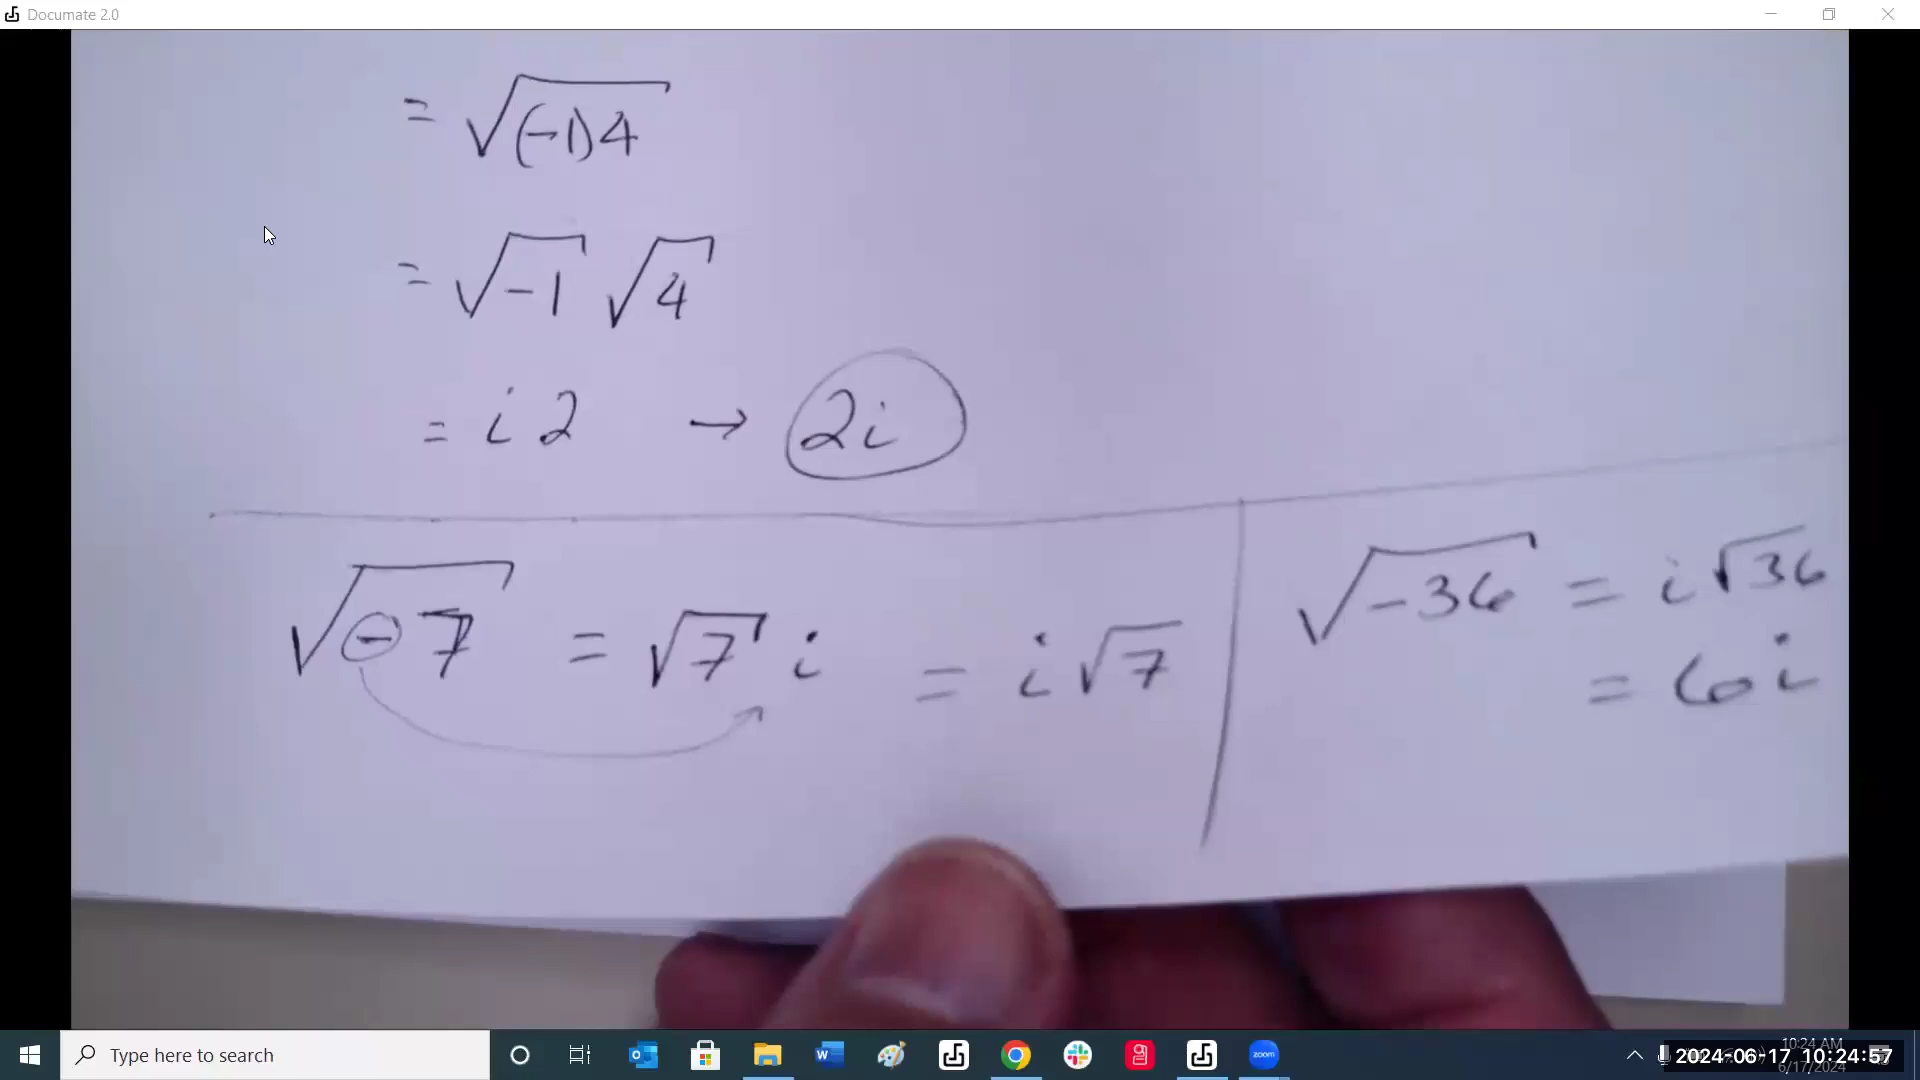 Documate 2.0
= √(-1)4
= √-1 √4
= i 2 → 2i
√-7 = √7 i = i √7
√-36 = i √36
= 6i
Type here to search
zoom
10:24 AM
2024-06-17 10:24:57
6/17/2024